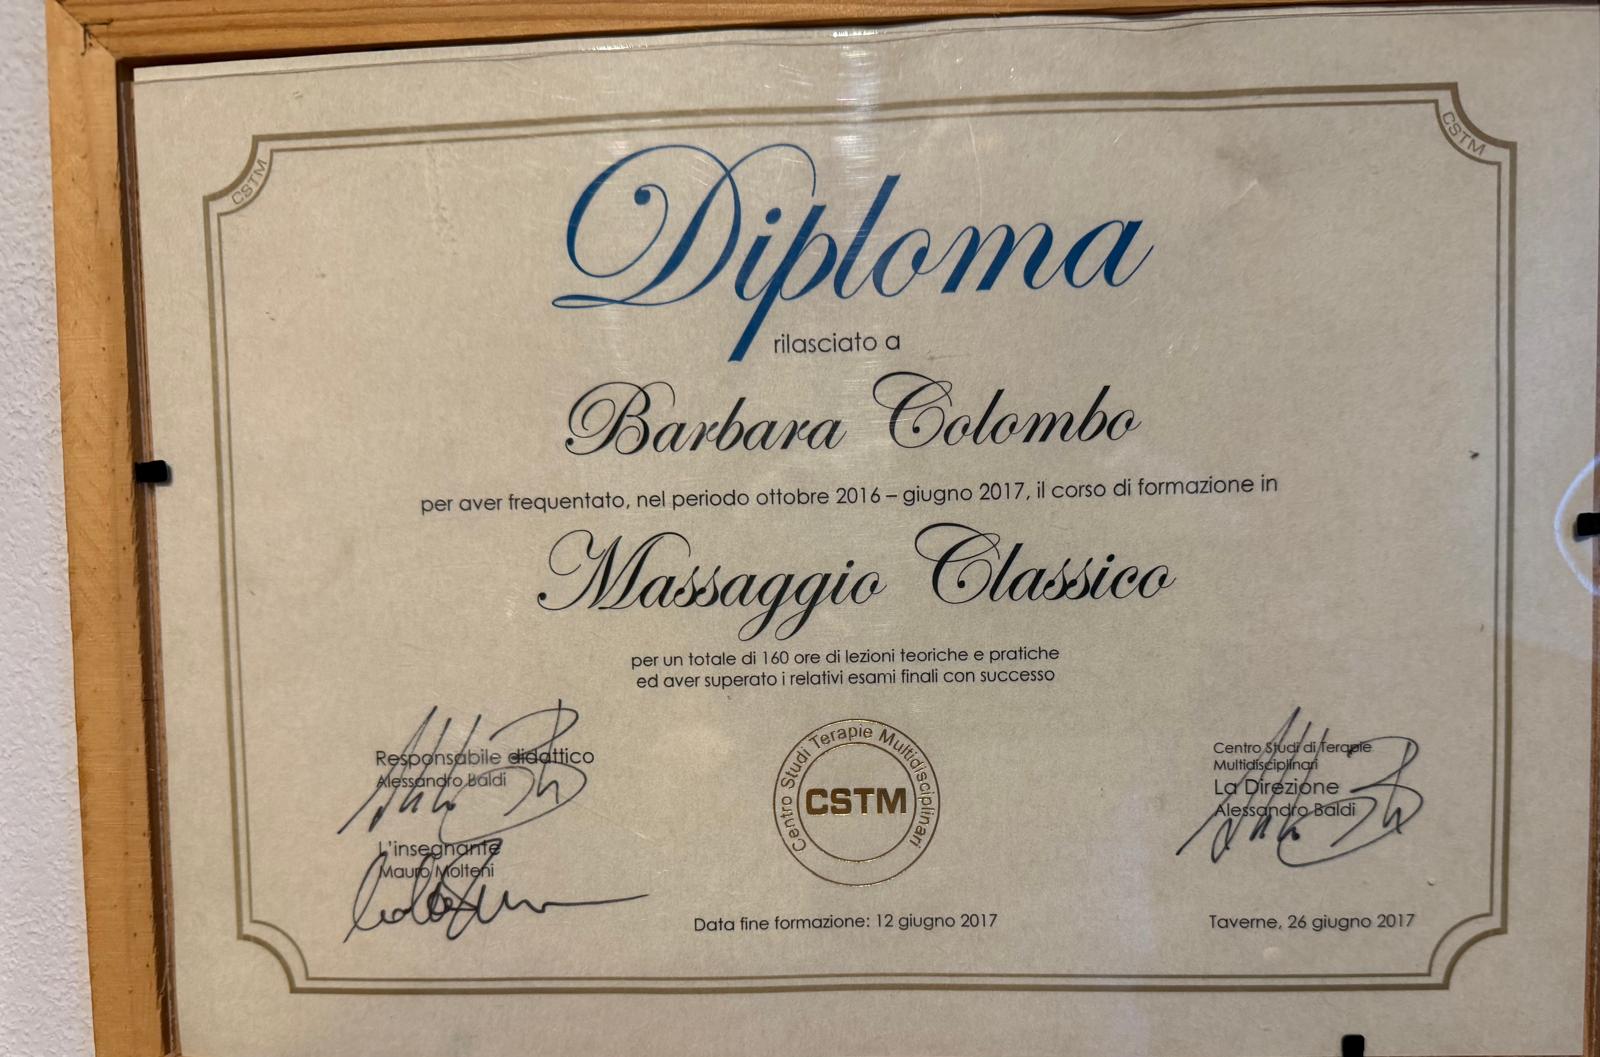 CSTM
CSTM
Diploma
rilasciato a
Barbara Colombo
per aver frequentato, nel periodo ottobre 2016 – giugno 2017, il corso di formazione in
Massaggio Classico
per un totale di 160 ore di lezioni teoriche e pratiche
ed aver superato i relativi esami finali con successo
Responsabile didattico
Alessandro Baldi
L'insegnante
Mauro Molteni
Centro Studi Terapie Multidisciplinari
CSTM
Data fine formazione: 12 giugno 2017
Centro Studi di Terapie
Multidisciplinari
La Direzione
Alessandro Baldi
Taverne, 26 giugno 2017